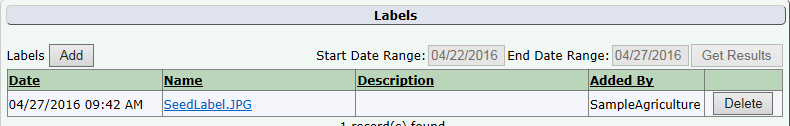 Labels
Labels Add Start Date Range: 04/22/2016 End Date Range: 04/27/2016 Get Results
Date Name Description Added By
04/27/2016 09:42 AM SeedLabel.JPG SampleAgriculture Delete
1 record(s) found